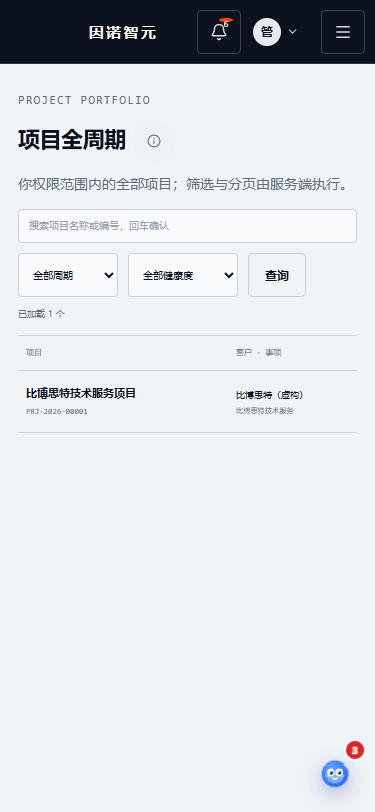 因诺智元
6
管
PROJECT PORTFOLIO
项目全周期
你权限范围内的全部项目；筛选与分页由服务端执行。
搜索项目名称或编号，回车确认
全部周期
全部健康度
查询
已加载 1 个
项目
客户 · 事项
比博思特技术服务项目
比博思特（虚构）
PRJ-2026-00001
比博思特技术服务
3